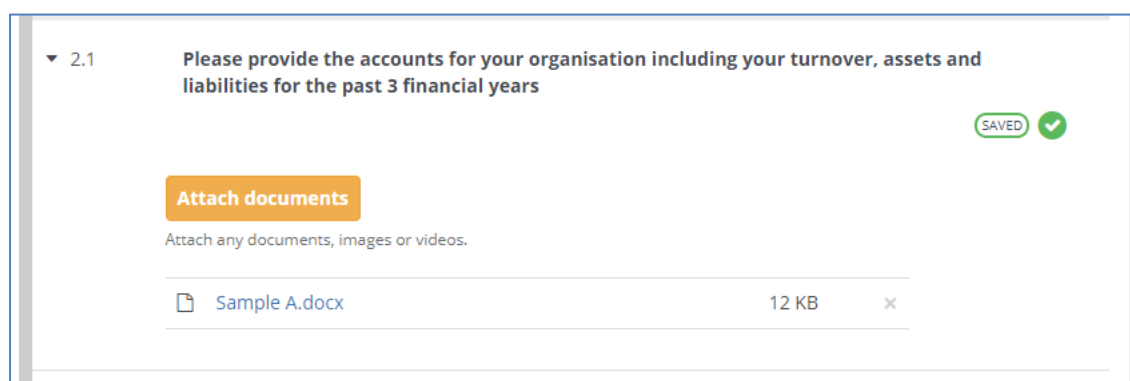 2.1 Please provide the accounts for your organisation including your turnover, assets and
liabilities for the past 3 financial years
SAVED
Attach documents
Attach any documents, images or videos.
Sample A.docx 12 KB ×